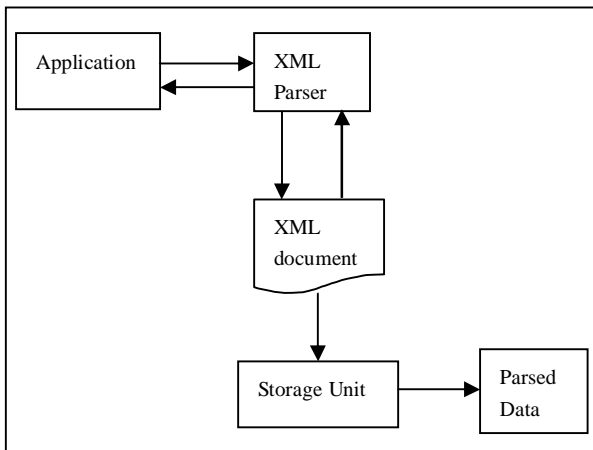 Application
XML
Parser
XML
document
Storage Unit
Parsed
Data